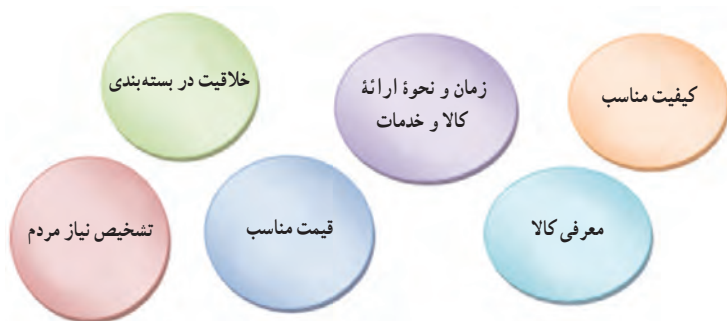 کیفیت مناسب
زمان و نحوهٔ ارائهٔ
کالا و خدمات
خلاقیت در بسته‌بندی
معرفی کالا
قیمت مناسب
تشخیص نیاز مردم